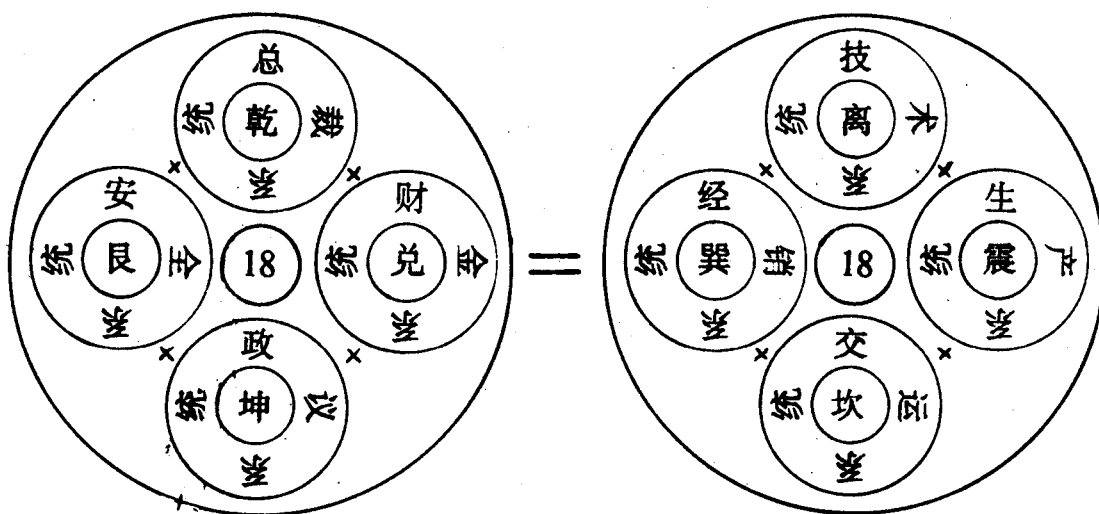 总裁系统
乾
安全系统
艮
18
财金系统
兑
政议系统
坤
=
技术系统
离
经销系统
巽
18
生产系统
震
交运系统
坎